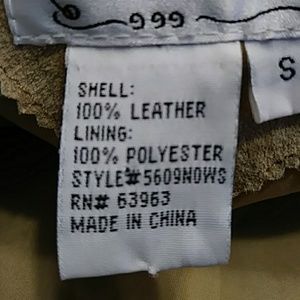 999
S
SHELL:
100% LEATHER
LINING:
100% POLYESTER
STYLE# 5609NOWS
RN# 63963
MADE IN CHINA